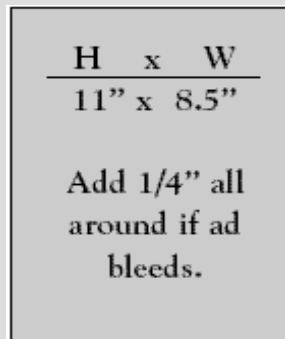 H x W
11” x 8.5”
Add 1/4” all
around if ad
bleeds.